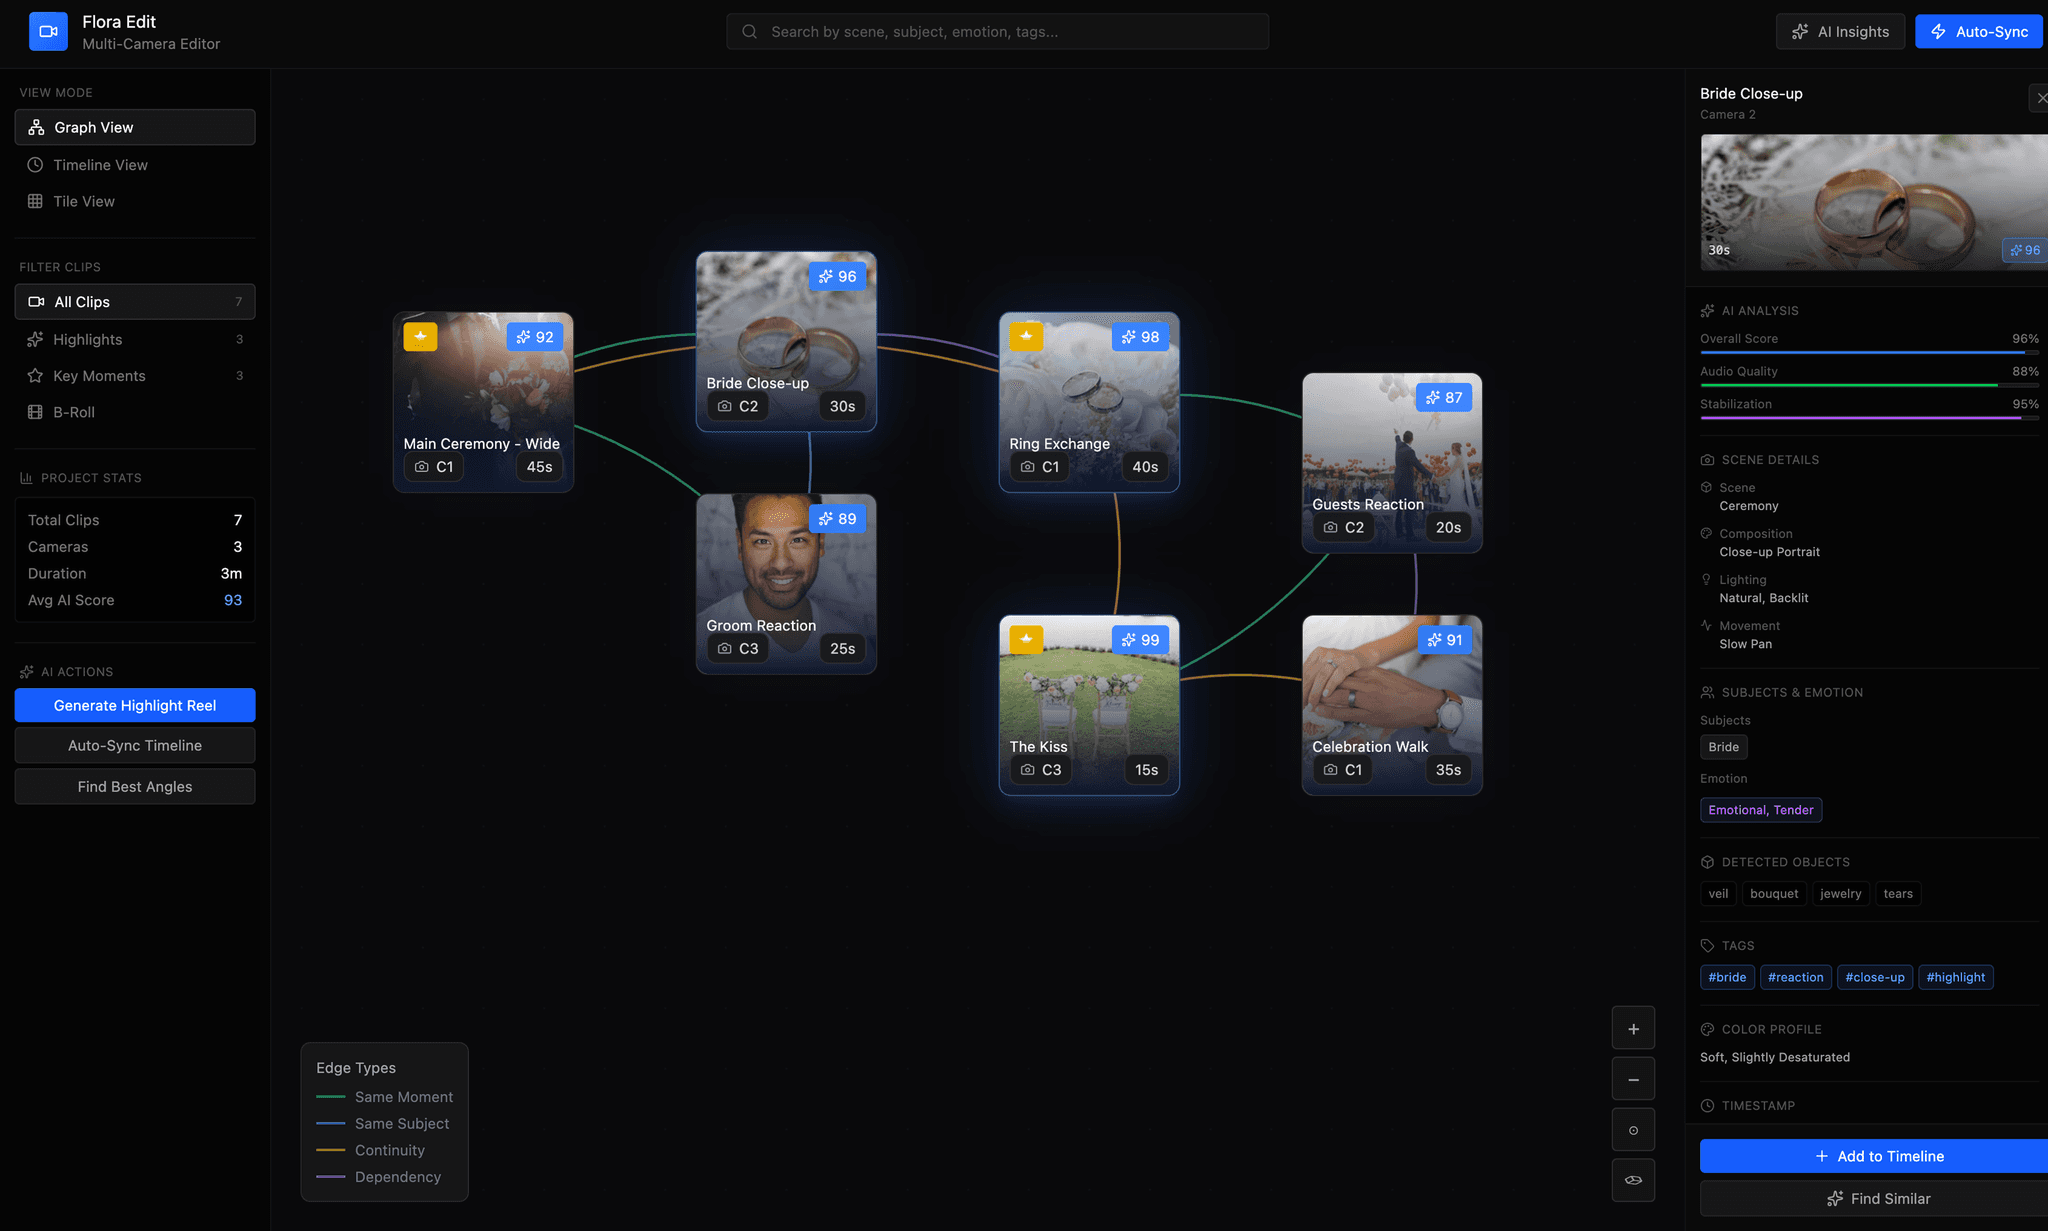 Flora Edit
Multi-Camera Editor
Search by scene, subject, emotion, tags...
AI Insights
Auto-Sync
VIEW MODE
Graph View
Timeline View
Tile View
FILTER CLIPS
All Clips 7
Highlights 3
Key Moments 3
B-Roll
PROJECT STATS
Total Clips 7
Cameras 3
Duration 3m
Avg AI Score 93
AI ACTIONS
Generate Highlight Reel
Auto-Sync Timeline
Find Best Angles
92
Main Ceremony - Wide
C1 45s
96
Bride Close-up
C2 30s
89
Groom Reaction
C3 25s
98
Ring Exchange
C1 40s
87
Guests Reaction
C2 20s
99
The Kiss
C3 15s
91
Celebration Walk
C1 35s
Edge Types
Same Moment
Same Subject
Continuity
Dependency
Bride Close-up
Camera 2
30s 96
AI ANALYSIS
Overall Score 96%
Audio Quality 88%
Stabilization 95%
SCENE DETAILS
Scene
Ceremony
Composition
Close-up Portrait
Lighting
Natural, Backlit
Movement
Slow Pan
SUBJECTS & EMOTION
Subjects
Bride
Emotion
Emotional, Tender
DETECTED OBJECTS
veil bouquet jewelry tears
TAGS
#bride #reaction #close-up #highlight
COLOR PROFILE
Soft, Slightly Desaturated
TIMESTAMP
Add to Timeline
Find Similar